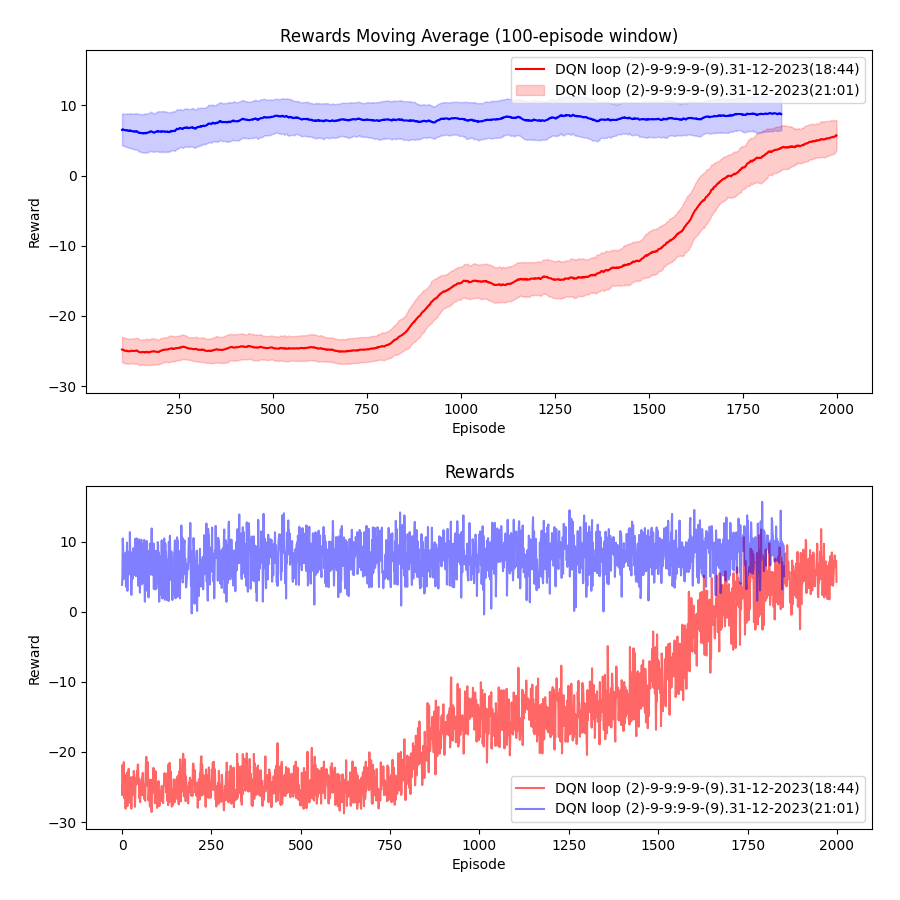 Rewards Moving Average (100-episode window)
DQN loop (2)-9-9:9-9-(9).31-12-2023(18:44)
DQN loop (2)-9-9:9-9-(9).31-12-2023(21:01)
10
0
−10
−20
−30
Reward
250
500
750
1000
1250
1500
1750
2000
Episode
Rewards
10
0
−10
−20
−30
Reward
DQN loop (2)-9-9:9-9-(9).31-12-2023(18:44)
DQN loop (2)-9-9:9-9-(9).31-12-2023(21:01)
0
250
500
750
1000
1250
1500
1750
2000
Episode